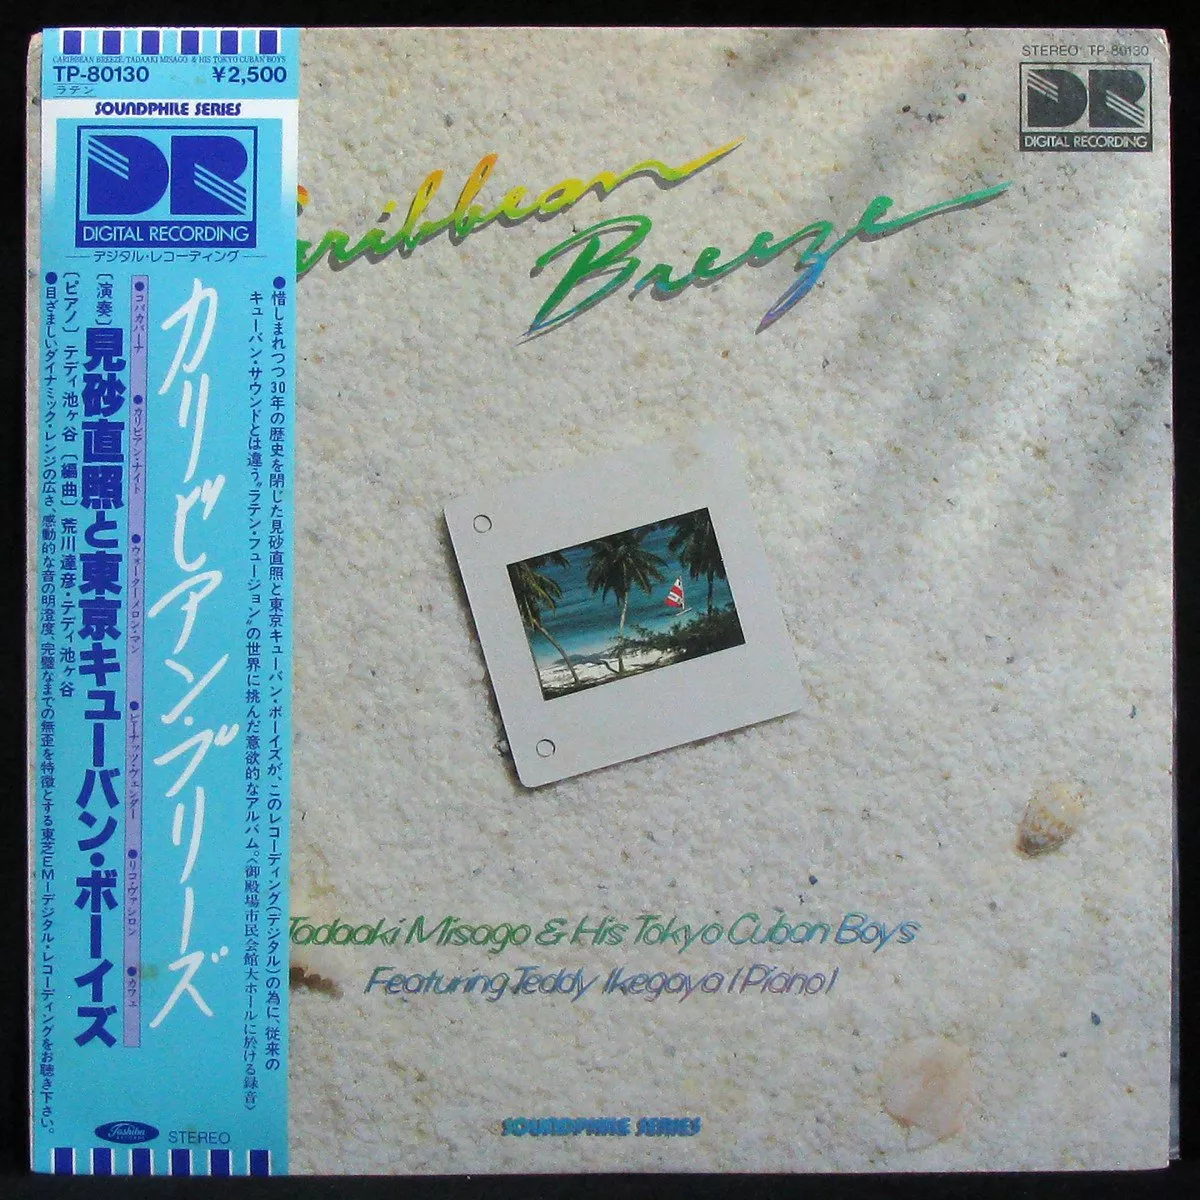 CARIBBEAN BREEZE/TADAAKI MISAGO & HIS TOKYO CUBAN BOYS
TP-80130 ¥2,500
ラテン
SOUNDPHILE SERIES
DR
DIGITAL RECORDING
デジタル・レコーディング
●惜しまれつつ30年の歴史を閉じた見砂直照と東京キューバン・ボーイズが、このレコーディング(デジタル)の為に、従来の
キューバン・サウンドとは違う"ラテン・フュージョン"の世界に挑んだ意欲的なアルバム。〈御殿場市民会館大ホールに於ける録音〉
カリビアン・ブリーズ
●コパカバーナ ●カリビアン・ナイト ●ウォーターメロン・マン ●ピーナッツ・ヴェンダー ●リコ・ヴァシロン ●カフェ
〔演奏〕見砂直照と東京キューバン・ボーイズ
〔ピアノ〕テディ池ヶ谷〔編曲〕荒川達彦・テディ池ヶ谷
●目ざましいダイナミック・レンジの広さ、感動的な音の明澄度、完璧なまでの無歪を特徴とする東芝EMIデジタル・レコーディングをお聴き下さい。
Toshiba
RECORDS
STEREO
STEREO TP-80130
DR
DIGITAL RECORDING
Caribbean
Breeze
Tadaaki Misago & His Tokyo Cuban Boys
Featuring Teddy Ikegaya (Piano)
SOUNDPHILE SERIES